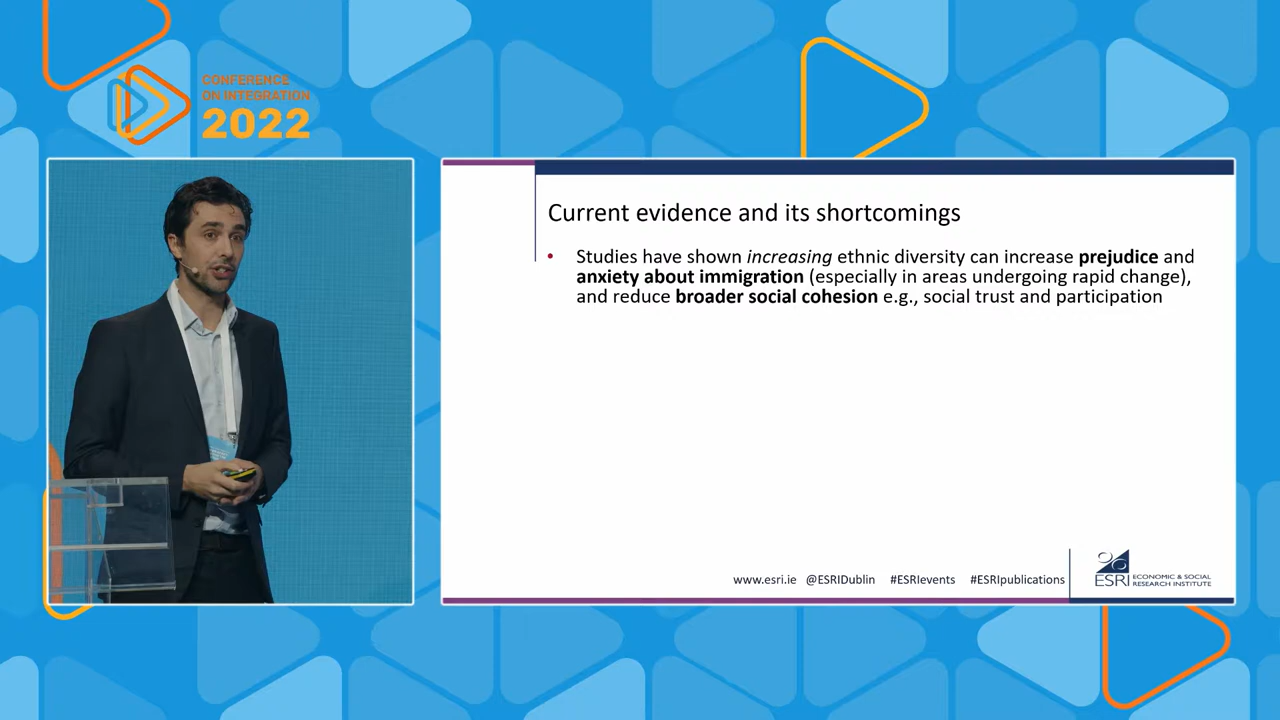 CONFERENCE
ON INTEGRATION
2022
Current evidence and its shortcomings
• Studies have shown increasing ethnic diversity can increase prejudice and
anxiety about immigration (especially in areas undergoing rapid change),
and reduce broader social cohesion e.g., social trust and participation
www.esri.ie @ESRIDublin #ESRIevents #ESRIpublications
ESRI
ECONOMIC & SOCIAL
RESEARCH INSTITUTE